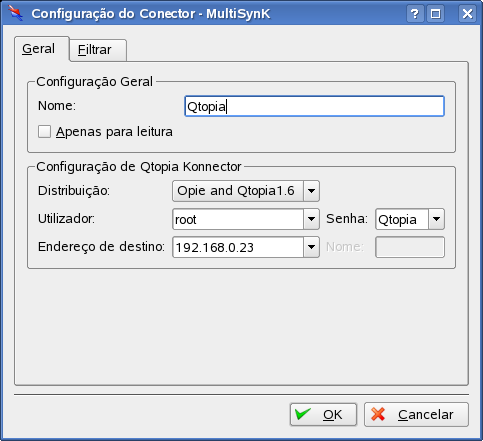 Configuração do Conector - MultiSynK
Geral Filtrar
Configuração Geral
Nome: Qtopia
Apenas para leitura
Configuração de Qtopia Konnector
Distribuição: Opie and Qtopia1.6
Utilizador: root Senha: Qtopia
Endereço de destino: 192.168.0.23 Nome:
OK Cancelar